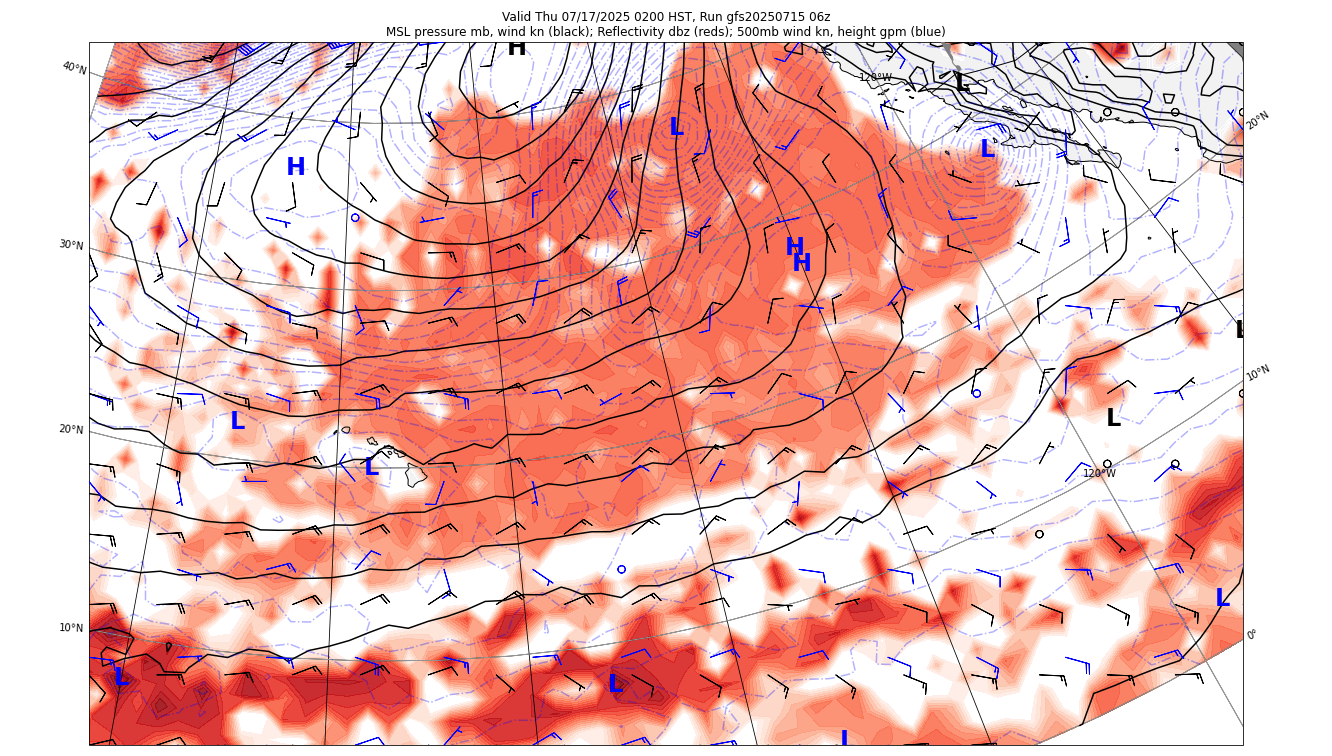 Valid Thu 07/17/2025 0200 HST, Run gfs20250715 06z
MSL pressure mb, wind kn (black); Reflectivity dbz (reds); 500mb wind kn, height gpm (blue)
H
40°N
120°W
L
20°N
L
L
H
30°N
H
H
L
10°N
L
L
20°N
L
120°W
L
10°N
0°
L
L
L